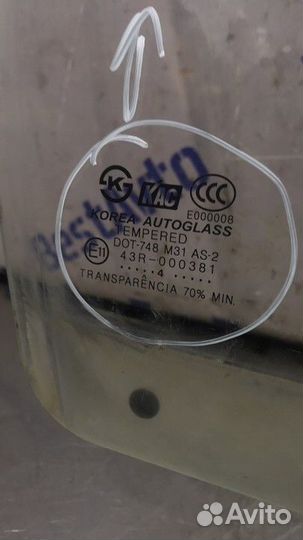 KAC CCC
E000008
KOREA AUTOGLASS
TEMPERED
DOT-748 M31 AS-2
E11 43R-000381
..... 4 .....
TRANSPARÊNCIA 70% MIN.
BestAvto
Avito